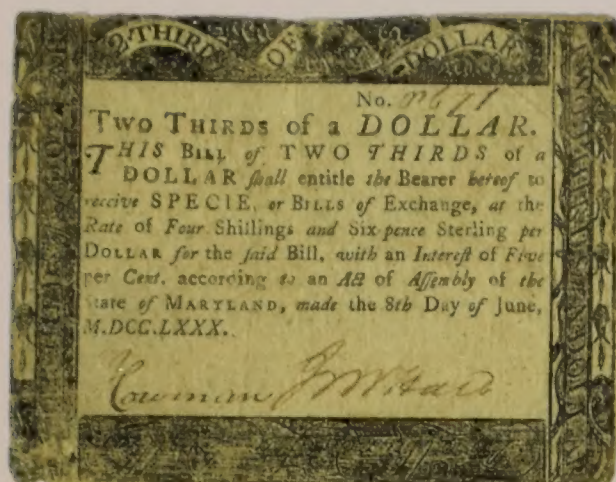 2-THIRD OF DOLLAR
No.
TWO THIRDS of a DOLLAR.
THIS BILL of TWO THIRDS of a
DOLLAR ſhall entitle the Bearer hereof to
receive SPECIE, or BILLS of Exchange, at the
Rate of Four Shillings and Six-pence Sterling per
DOLLAR for the ſaid Bill, with an Intereſt of Five
per Cent. according to an Act of Aſſembly of the
State of MARYLAND, made the 8th Day of June,
M.DCC.LXXX.